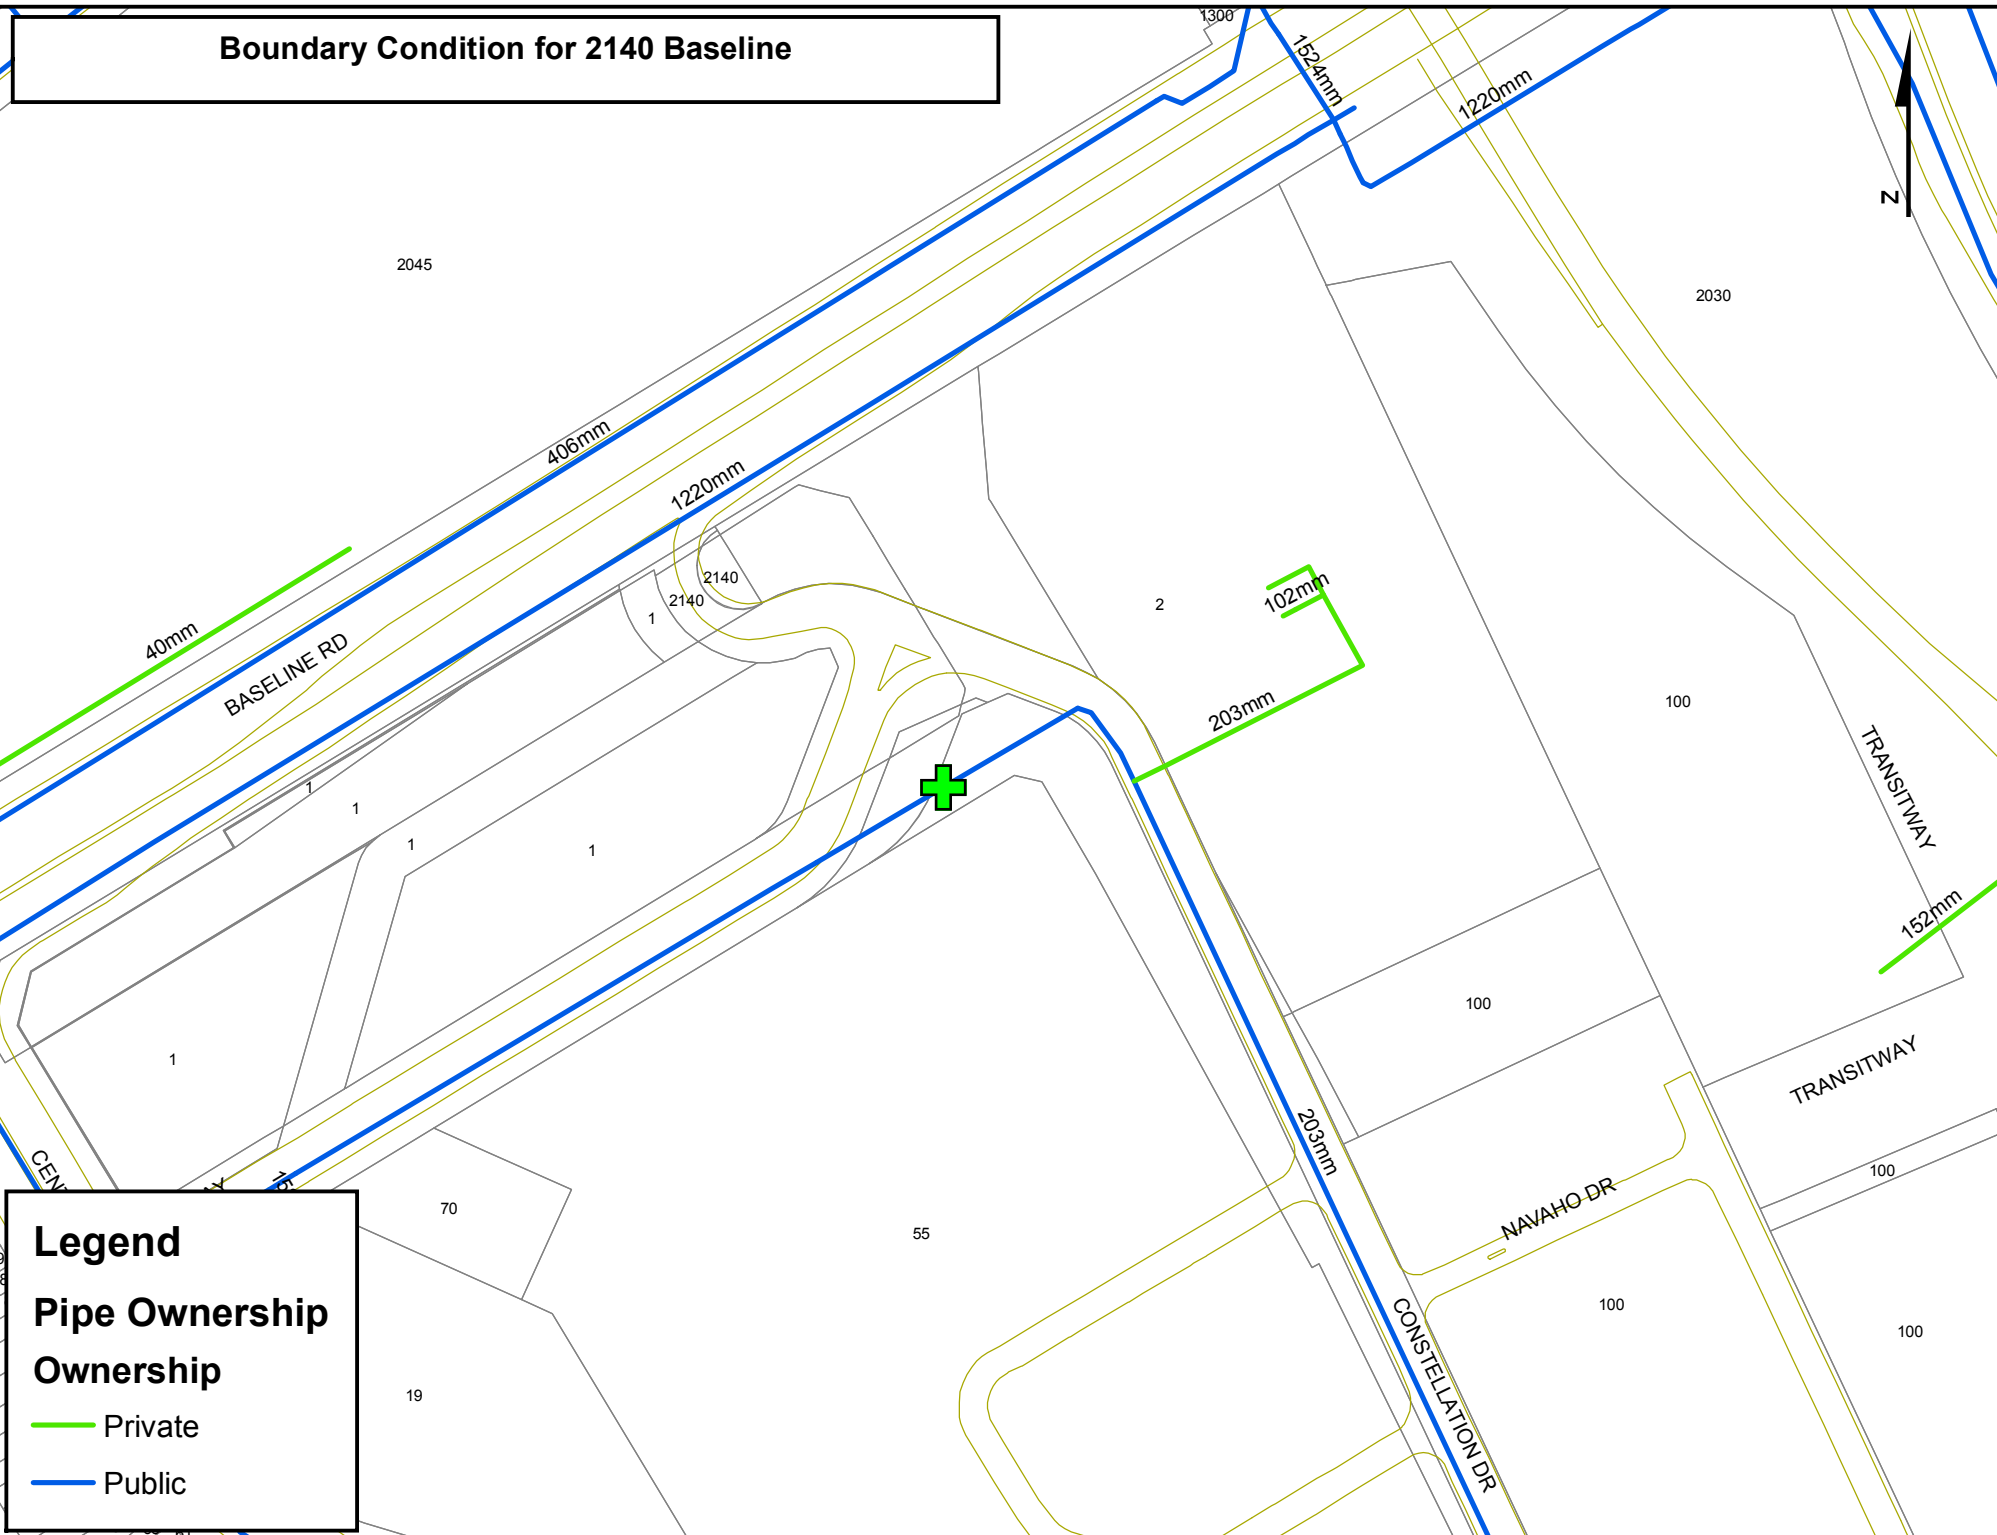 Boundary Condition for 2140 Baseline
1300
1524mm
1220mm
N
2045
2030
406mm
1220mm
2140
2140
1
2
102mm
40mm
BASELINE RD
203mm
100
TRANSITWAY
1
1
1
1
152mm
100
1
TRANSITWAY
203mm
100
NAVAHO DR
70
55
100
100
CONSTELLATION DR
19
Legend
Pipe Ownership
Ownership
Private
Public